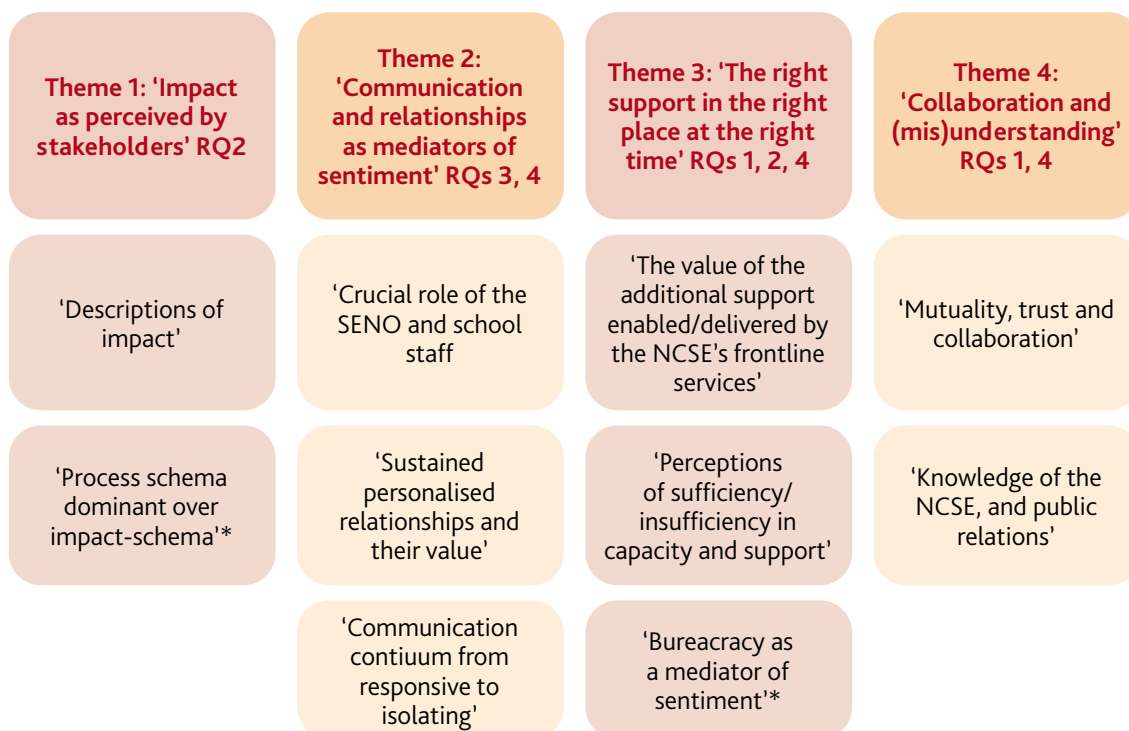 Theme 1: ‘Impact
as perceived by
stakeholders’ RQ2
Theme 2:
‘Communication
and relationships
as mediators of
sentiment’ RQs 3, 4
Theme 3: ‘The right
support in the right
place at the right
time’ RQs 1, 2, 4
Theme 4:
‘Collaboration and
(mis)understanding’
RQs 1, 4
‘Descriptions of
impact’
‘Crucial role of the
SENO and school
staff
‘The value of the
additional support
enabled/delivered by
the NCSE’s frontline
services’
‘Mutuality, trust and
collaboration’
‘Process schema
dominant over
impact-schema’*
‘Sustained
personalised
relationships and
their value’
‘Perceptions
of sufficiency/
insufficiency in
capacity and support’
‘Knowledge of the
NCSE, and public
relations’
‘Communication
contiuum from
responsive to
isolating’
‘Bureacracy as
a mediator of
sentiment’*